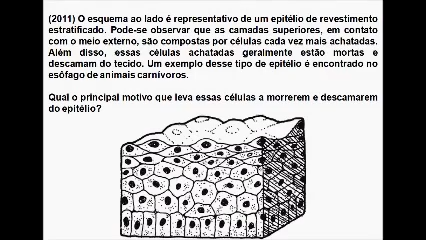 (2011) O esquema ao lado é representativo de um epitélio de revestimento
estratificado. Pode-se observar que as camadas superiores, em contato
com o meio externo, são compostas por células cada vez mais achatadas.
Além disso, essas células achatadas geralmente estão mortas e
descamam do tecido. Um exemplo desse tipo de epitélio é encontrado no
esôfago de animais carnívoros.
Qual o principal motivo que leva essas células a morrerem e descamarem
do epitélio?